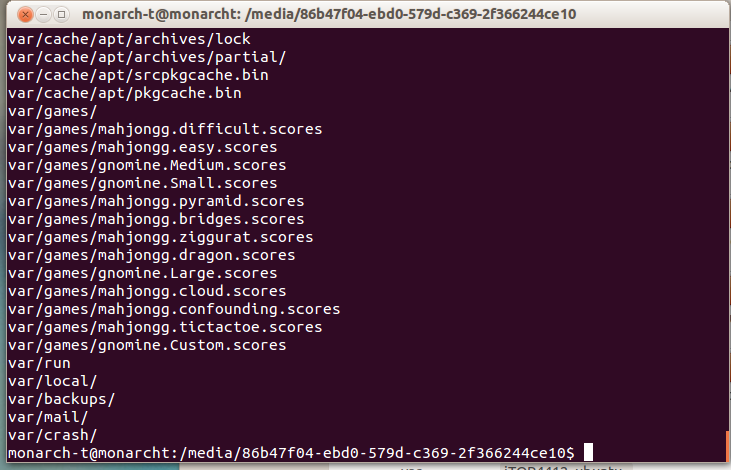 monarch-t@monarcht: /media/86b47f04-ebd0-579d-c369-2f366244ce10
var/cache/apt/archives/lock
var/cache/apt/archives/partial/
var/cache/apt/srcpkgcache.bin
var/cache/apt/pkgcache.bin
var/games/
var/games/mahjongg.difficult.scores
var/games/mahjongg.easy.scores
var/games/gnomine.Medium.scores
var/games/gnomine.Small.scores
var/games/mahjongg.pyramid.scores
var/games/mahjongg.bridges.scores
var/games/mahjongg.ziggurat.scores
var/games/mahjongg.dragon.scores
var/games/gnomine.Large.scores
var/games/mahjongg.cloud.scores
var/games/mahjongg.confounding.scores
var/games/mahjongg.tictactoe.scores
var/games/gnomine.Custom.scores
var/run
var/local/
var/backups/
var/mail/
var/crash/
monarch-t@monarcht:/media/86b47f04-ebd0-579d-c369-2f366244ce10$